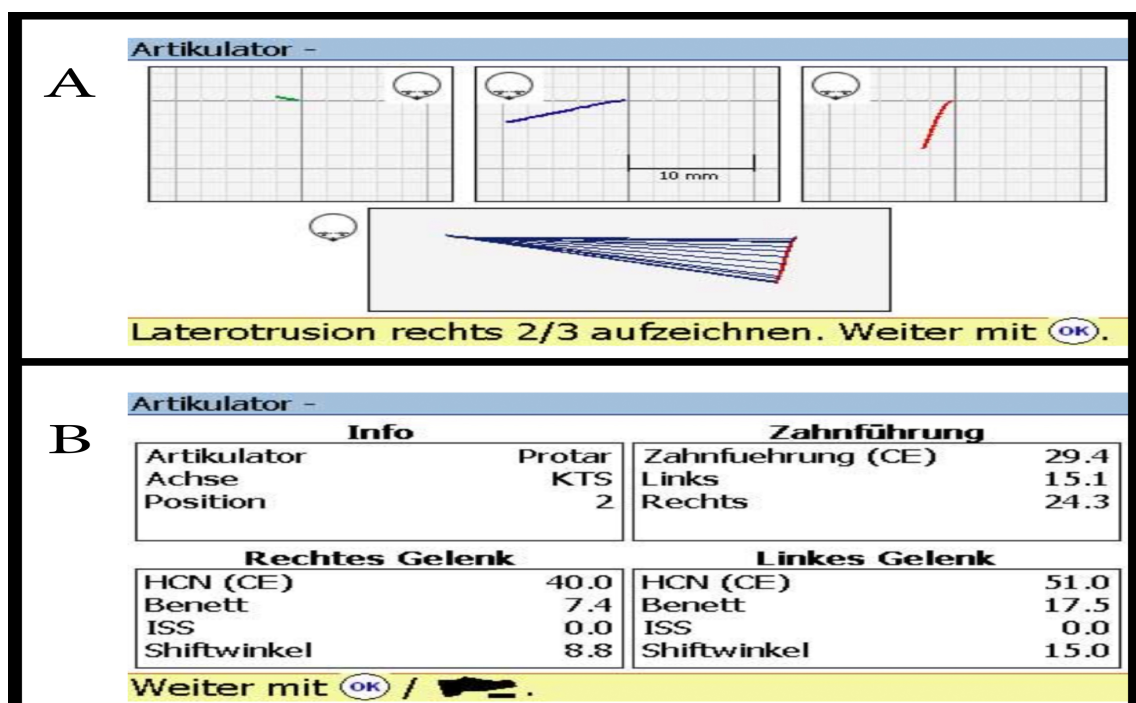 A
Artikulator -
10 mm
Laterotrusion rechts 2/3 aufzeichnen. Weiter mit OK.
B
Artikulator -
Info
Artikulator Protar
Achse KTS
Position 2
Zahnführung
Zahnfuehrung (CE) 29.4
Links 15.1
Rechts 24.3
Rechtes Gelenk
HCN (CE) 40.0
Benett 7.4
ISS 0.0
Shiftwinkel 8.8
Linkes Gelenk
HCN (CE) 51.0
Benett 17.5
ISS 0.0
Shiftwinkel 15.0
Weiter mit OK / .